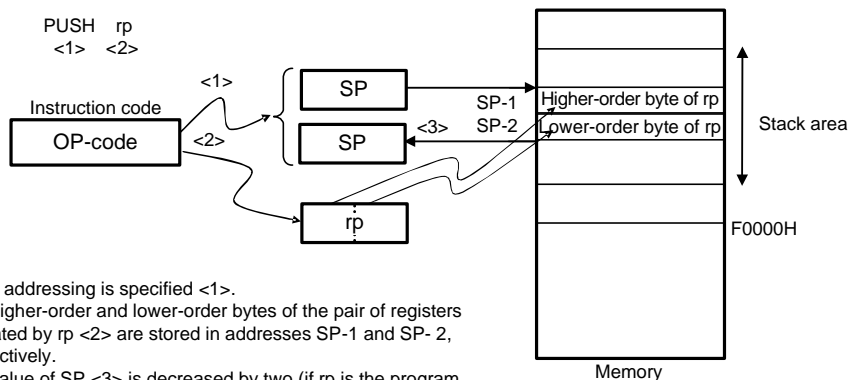 PUSH rp
<1> <2>
<1>
SP
Instruction code
OP-code
<2>
SP
<3>
SP-1
SP-2
Higher-order byte of rp
Lower-order byte of rp
Stack area
rp
F0000H
addressing is specified <1>.
igher-order and lower-order bytes of the pair of registers
ted by rp <2> are stored in addresses SP-1 and SP- 2,
ctively.
alue of SP <3> is decreased by two (if rp is the program
Memory